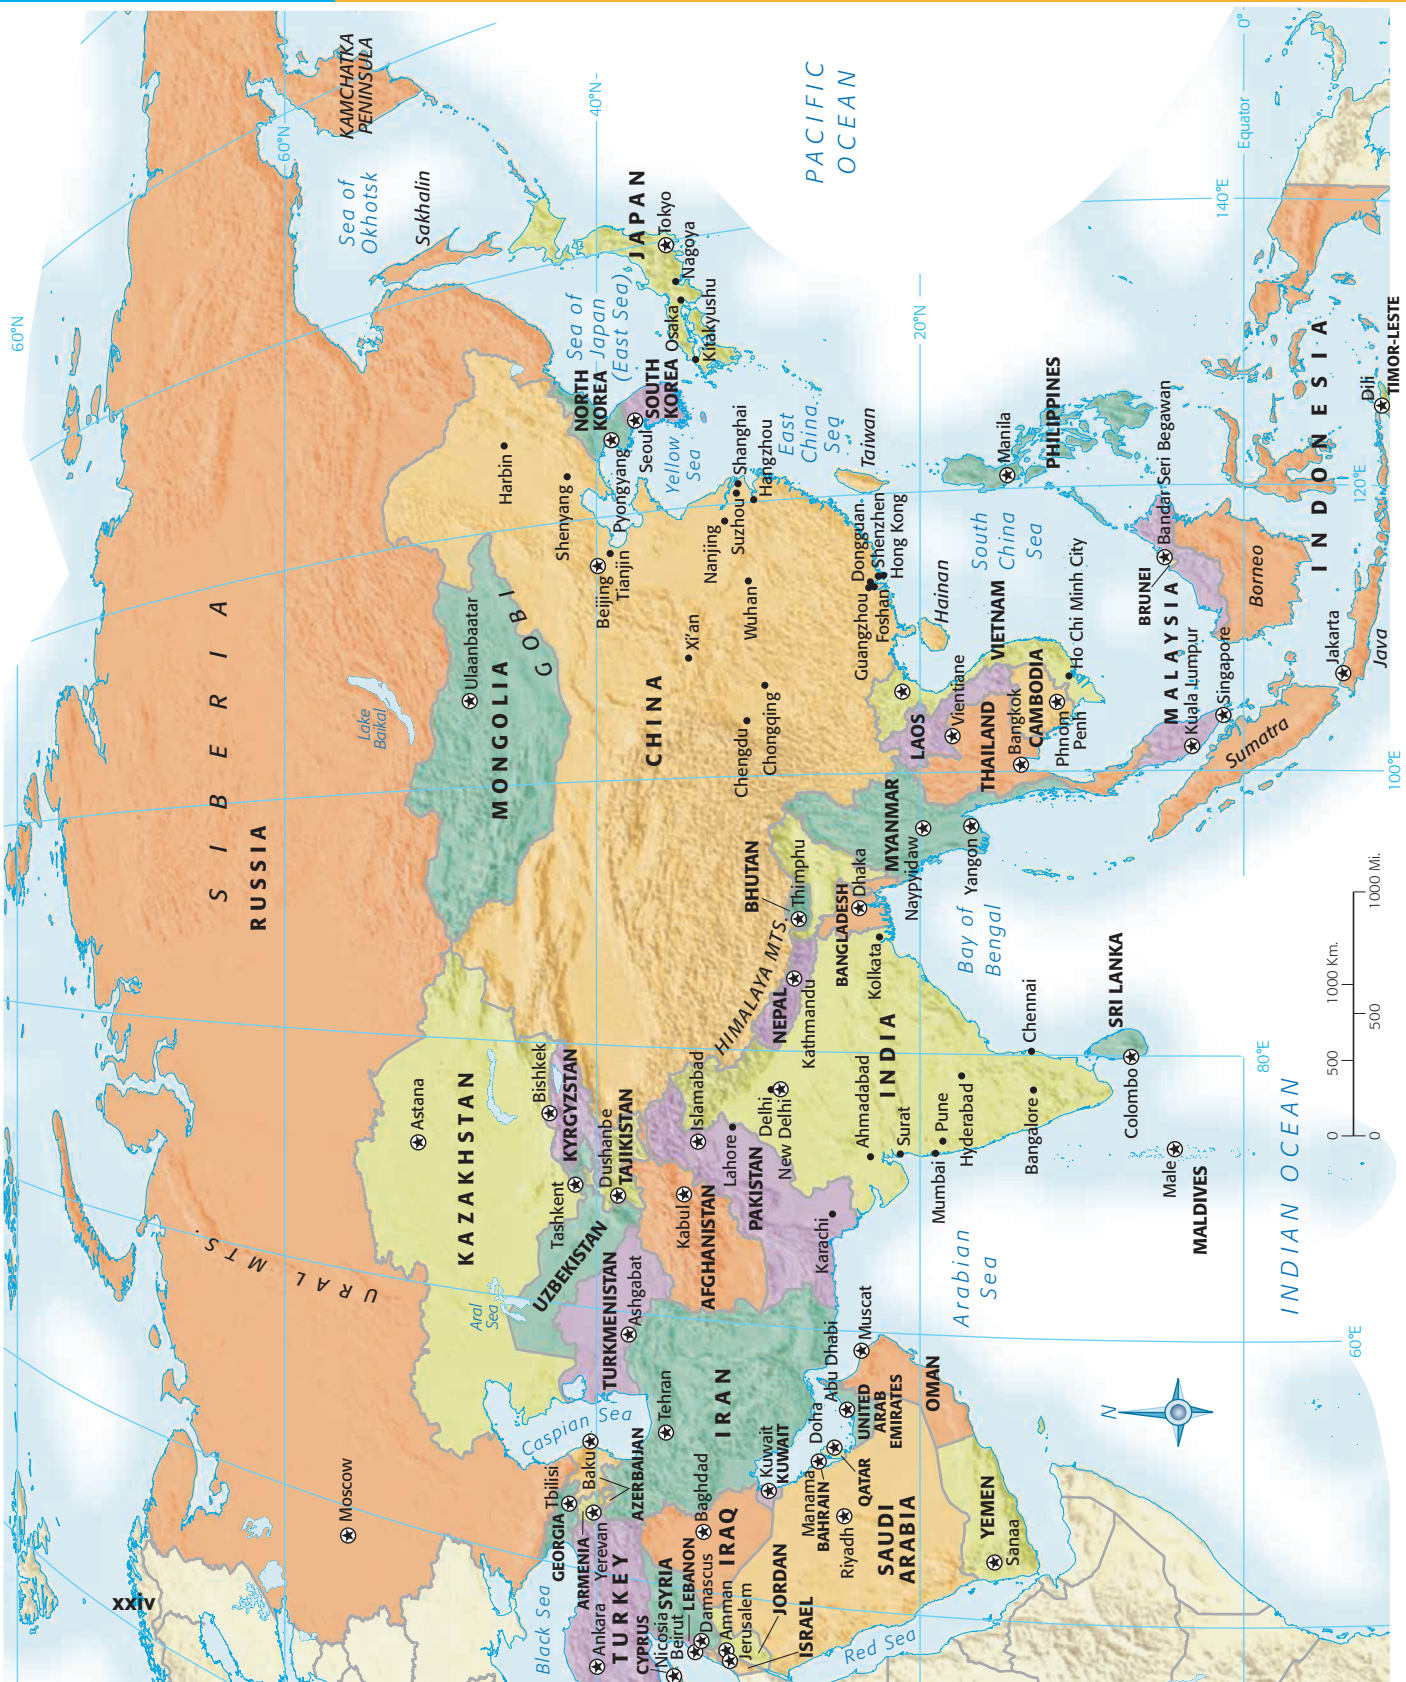 xxiv
60°N
60°N
40°N
20°N
0°
Equator
140°E
120°E
100°E
80°E
60°E
KAMCHATKA
PENINSULA
Sea of
Okhotsk
Sakhalin
PACIFIC
OCEAN
SIBERIA
RUSSIA
URAL MTS.
Moscow
Lake
Baikal
JAPAN
Tokyo
Nagoya
Osaka
Kitakyushu
Sea of
Japan
(East Sea)
NORTH
KOREA
Pyongyang
SOUTH
KOREA
Seoul
Yellow
Sea
East
China
Sea
Taiwan
MONGOLIA
Ulaanbaatar
GOBI
CHINA
Harbin
Shenyang
Beijing
Tianjin
Nanjing
Suzhou
Shanghai
Hangzhou
Wuhan
Xi'an
Chengdu
Chongqing
Guangzhou
Foshan
Dongguan
Shenzhen
Hong Kong
Hainan
South
China
Sea
PHILIPPINES
Manila
VIETNAM
Ho Chi Minh City
LAOS
Vientiane
THAILAND
Bangkok
CAMBODIA
Phnom
Penh
MYANMAR
Naypyidaw
Yangon
BRUNEI
Bandar Seri Begawan
MALAYSIA
Kuala Lumpur
Singapore
Borneo
Sumatra
INDONESIA
Jakarta
Java
Dili
TIMOR-LESTE
KAZAKHSTAN
Astana
Aral
Sea
Bishkek
KYRGYZSTAN
Tashkent
UZBEKISTAN
Dushanbe
TAJIKISTAN
TURKMENISTAN
Ashgabat
AFGHANISTAN
Kabul
PAKISTAN
Islamabad
Lahore
Karachi
HIMALAYA MTS.
NEPAL
Kathmandu
BHUTAN
Thimphu
BANGLADESH
Dhaka
INDIA
Delhi
New Delhi
Kolkata
Ahmadabad
Surat
Mumbai
Pune
Hyderabad
Bangalore
Chennai
Bay of
Bengal
SRI LANKA
Colombo
Male
MALDIVES
Arabian
Sea
INDIAN OCEAN
Caspian Sea
Black Sea
GEORGIA
Tbilisi
ARMENIA
Yerevan
AZERBAIJAN
Baku
TURKEY
Ankara
CYPRUS
Nicosia
SYRIA
Damascus
LEBANON
Beirut
ISRAEL
Jerusalem
JORDAN
Amman
IRAQ
Baghdad
IRAN
Tehran
KUWAIT
Kuwait
BAHRAIN
Manama
QATAR
Doha
UNITED
ARAB
EMIRATES
Abu Dhabi
OMAN
Muscat
SAUDI
ARABIA
Riyadh
YEMEN
Sanaa
Red Sea
N
0 500 1000 Mi.
0 500 1000 Km.